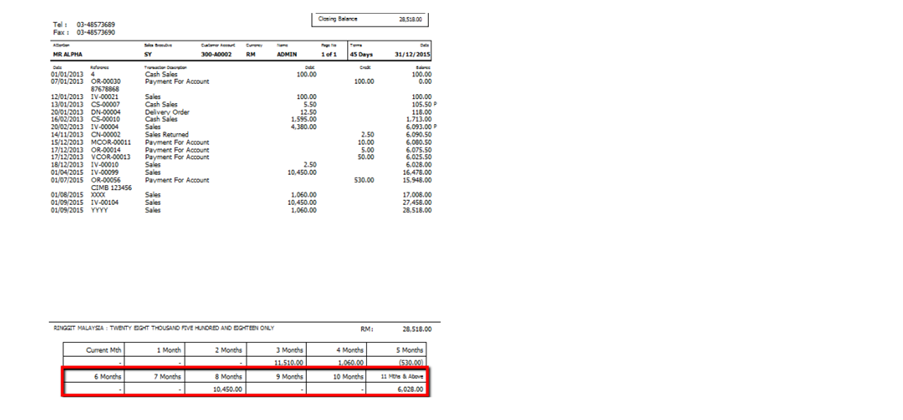 Closing Balance 28,518.00
Tel : 03-48573689
Fax : 03-48573690
Attention Sales Executive Customer Account Currency Name Page No Terms Date
MR ALPHA SY 300-A0002 RM ADMIN 1 of 1 45 Days 31/12/2015
Date Reference Transaction Description Debit Credit Balance
01/01/2013 4 Cash Sales 100.00 100.00
07/01/2013 OR-00030 Payment For Account 100.00 0.00
87678868
12/01/2013 IV-00021 Sales 100.00 100.00
13/01/2013 CS-00007 Cash Sales 5.50 105.50 P
20/01/2013 DN-00004 Delivery Order 12.50 118.00
16/02/2013 CS-00010 Cash Sales 1,595.00 1,713.00
20/02/2013 IV-00004 Sales 4,380.00 6,093.00 P
14/11/2013 CN-00002 Sales Returned 2.50 6,090.50
15/12/2013 MCOR-00011 Payment For Account 10.00 6,080.50
17/12/2013 OR-00014 Payment For Account 5.00 6,075.50
17/12/2013 VCOR-00013 Payment For Account 50.00 6,025.50
18/12/2013 IV-00010 Sales 2.50 6,028.00
01/04/2015 IV-00099 Sales 10,450.00 16,478.00
01/07/2015 OR-00056 Payment For Account 530.00 15,948.00
CIMB 123456
01/08/2015 XXXX Sales 1,060.00 17,008.00
01/09/2015 IV-00104 Sales 10,450.00 27,458.00
01/09/2015 YYYY Sales 1,060.00 28,518.00
RINGGIT MALAYSIA : TWENTY EIGHT THOUSAND FIVE HUNDRED AND EIGHTEEN ONLY RM: 28,518.00
Current Mth 1 Month 2 Months 3 Months 4 Months 5 Months
- - - 11,510.00 1,060.00 (530.00)
6 Months 7 Months 8 Months 9 Months 10 Months 11 Mths & Above
- - 10,450.00 - - 6,028.00